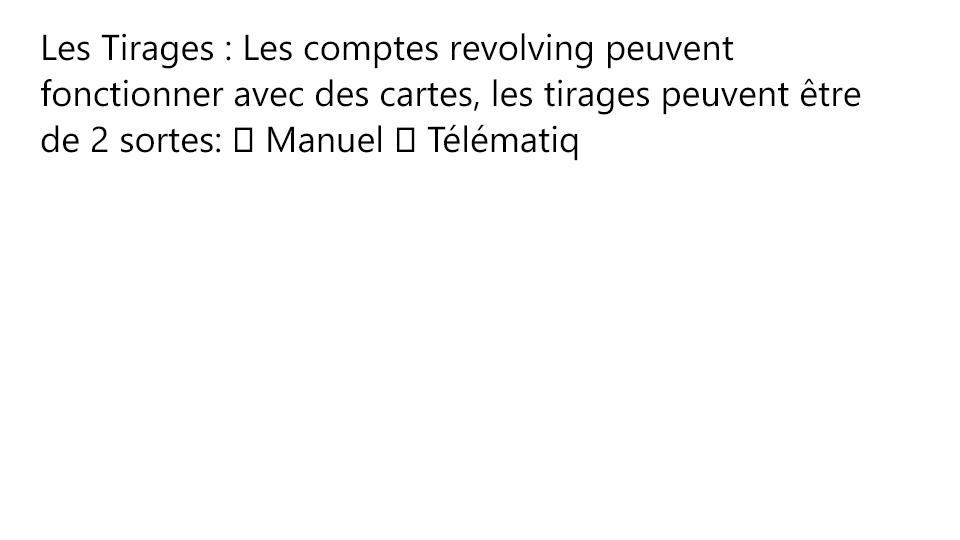 Les Tirages : Les comptes revolving peuvent
fonctionner avec des cartes, les tirages peuvent être
de 2 sortes: ▯ Manuel ▯ Télématiq